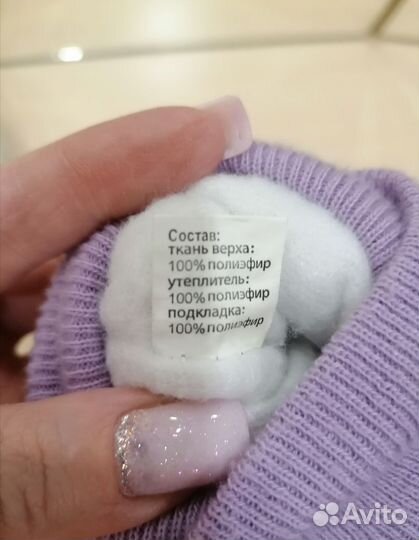 Состав:
ткань верха:
100% полиэфир
утеплитель:
100% полиэфир
подкладка:
100% полиэфир
Avito